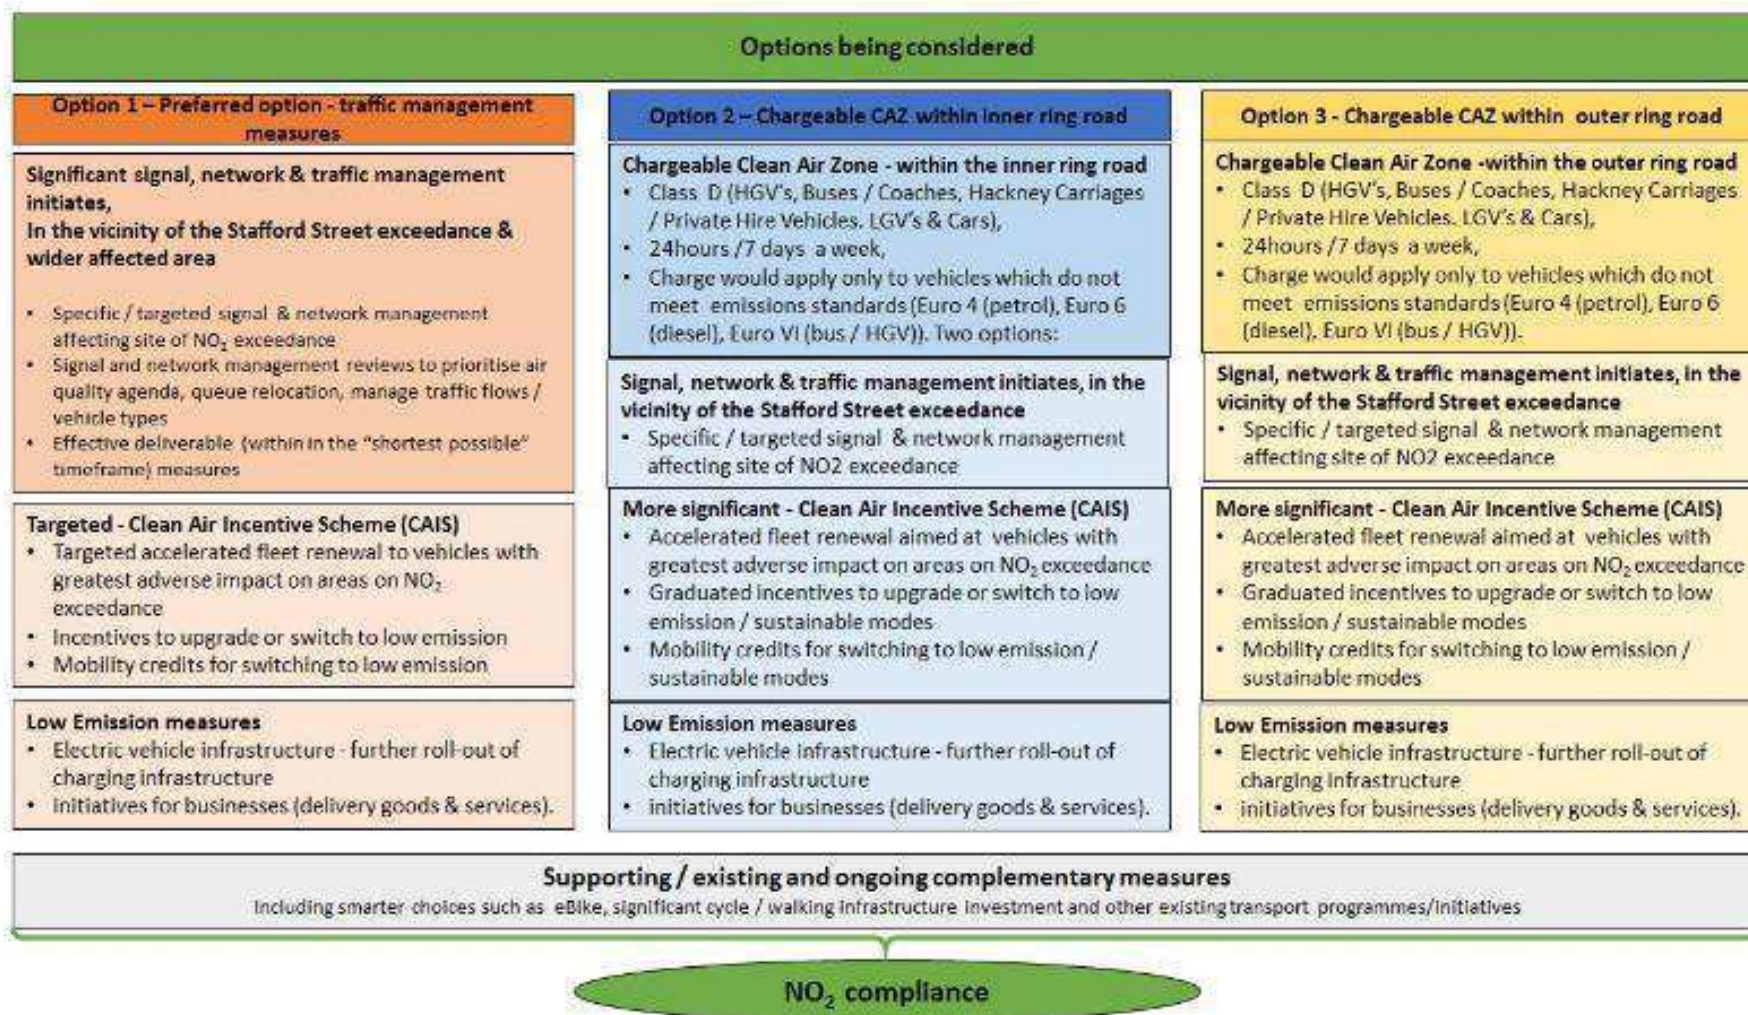 Options being considered
Option 1 – Preferred option - traffic management
measures
Significant signal, network & traffic management
initiates,
In the vicinity of the Stafford Street exceedance &
wider affected area
• Specific / targeted signal & network management
affecting site of NO₂ exceedance
• Signal and network management reviews to prioritise air
quality agenda, queue relocation, manage traffic flows /
vehicle types
• Effective deliverable (within in the "shortest possible"
timeframe) measures
Targeted - Clean Air Incentive Scheme (CAIS)
• Targeted accelerated fleet renewal to vehicles with
greatest adverse impact on areas on NO₂
exceedance
• Incentives to upgrade or switch to low emission
• Mobility credits for switching to low emission
Low Emission measures
• Electric vehicle infrastructure - further roll-out of
charging infrastructure
• initiatives for businesses (delivery goods & services).
Option 2 – Chargeable CAZ within inner ring road
Chargeable Clean Air Zone - within the inner ring road
• Class D (HGV's, Buses / Coaches, Hackney Carriages
/ Private Hire Vehicles. LGV's & Cars),
• 24hours /7 days a week,
• Charge would apply only to vehicles which do not
meet emissions standards (Euro 4 (petrol), Euro 6
(diesel), Euro VI (bus / HGV)). Two options:
Signal, network & traffic management initiates, in the
vicinity of the Stafford Street exceedance
• Specific / targeted signal & network management
affecting site of NO2 exceedance
More significant - Clean Air Incentive Scheme (CAIS)
• Accelerated fleet renewal aimed at vehicles with
greatest adverse impact on areas on NO₂ exceedance
• Graduated incentives to upgrade or switch to low
emission / sustainable modes
• Mobility credits for switching to low emission /
sustainable modes
Low Emission measures
• Electric vehicle infrastructure - further roll-out of
charging infrastructure
• initiatives for businesses (delivery goods & services).
Option 3 - Chargeable CAZ within outer ring road
Chargeable Clean Air Zone -within the outer ring road
• Class D (HGV's, Buses / Coaches, Hackney Carriages
/ Private Hire Vehicles. LGV's & Cars),
• 24hours /7 days a week,
• Charge would apply only to vehicles which do not
meet emissions standards (Euro 4 (petrol), Euro 6
(diesel), Euro VI (bus / HGV)).
Signal, network & traffic management initiates, in the
vicinity of the Stafford Street exceedance
• Specific / targeted signal & network management
affecting site of NO2 exceedance
More significant - Clean Air Incentive Scheme (CAIS)
• Accelerated fleet renewal aimed at vehicles with
greatest adverse impact on areas on NO₂ exceedance
• Graduated incentives to upgrade or switch to low
emission / sustainable modes
• Mobility credits for switching to low emission /
sustainable modes
Low Emission measures
• Electric vehicle infrastructure - further roll-out of
charging infrastructure
• initiatives for businesses (delivery goods & services).
Supporting / existing and ongoing complementary measures
Including smarter choices such as eBike, significant cycle / walking infrastructure investment and other existing transport programmes/initiatives
NO₂ compliance